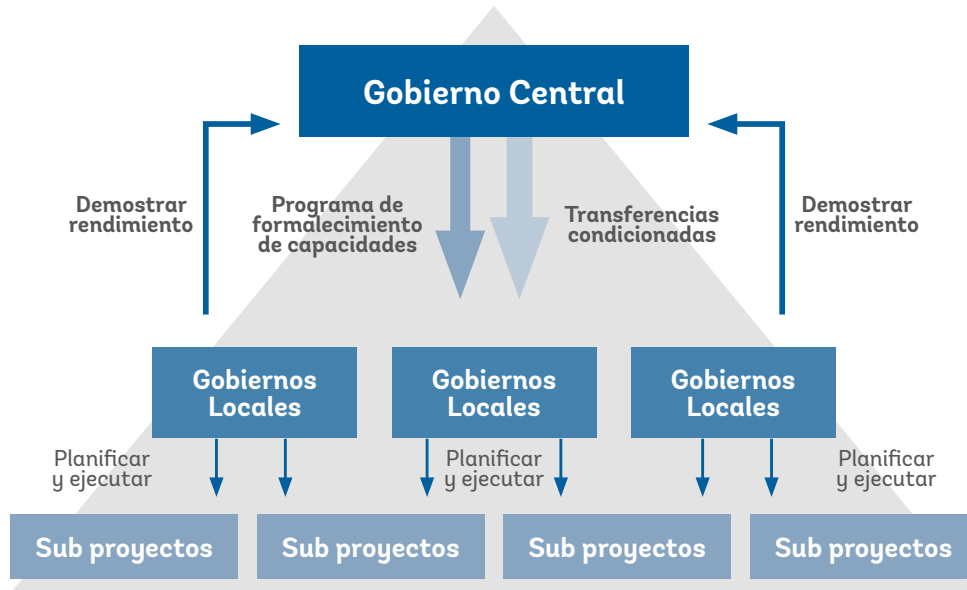 Gobierno Central
Demostrar
rendimiento
Programa de
formalecimiento
de capacidades
Transferencias
condicionadas
Demostrar
rendimiento
Gobiernos
Locales
Gobiernos
Locales
Gobiernos
Locales
Planificar
y ejecutar
Planificar
y ejecutar
Planificar
y ejecutar
Sub proyectos
Sub proyectos
Sub proyectos
Sub proyectos